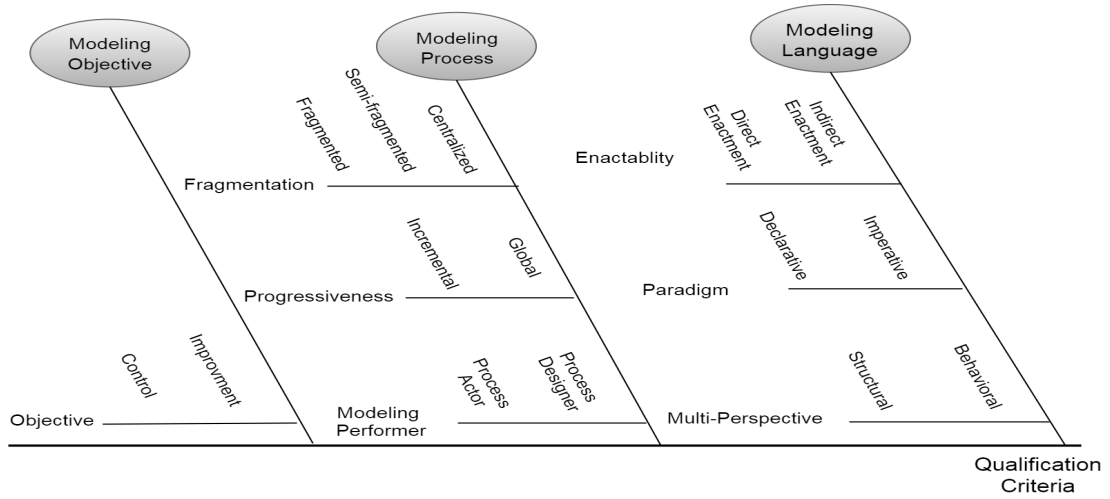 Modeling
Objective
Modeling
Process
Modeling
Language
Fragmented
Semi-fragmented
Centralized
Fragmentation
Direct
Enactment
Indirect
Enactment
Enactablity
Incremental
Global
Progressiveness
Declarative
Imperative
Paradigm
Control
Improvment
Objective
Process
Actor
Process
Designer
Modeling
Performer
Structural
Behavioral
Multi-Perspective
Qualification
Criteria